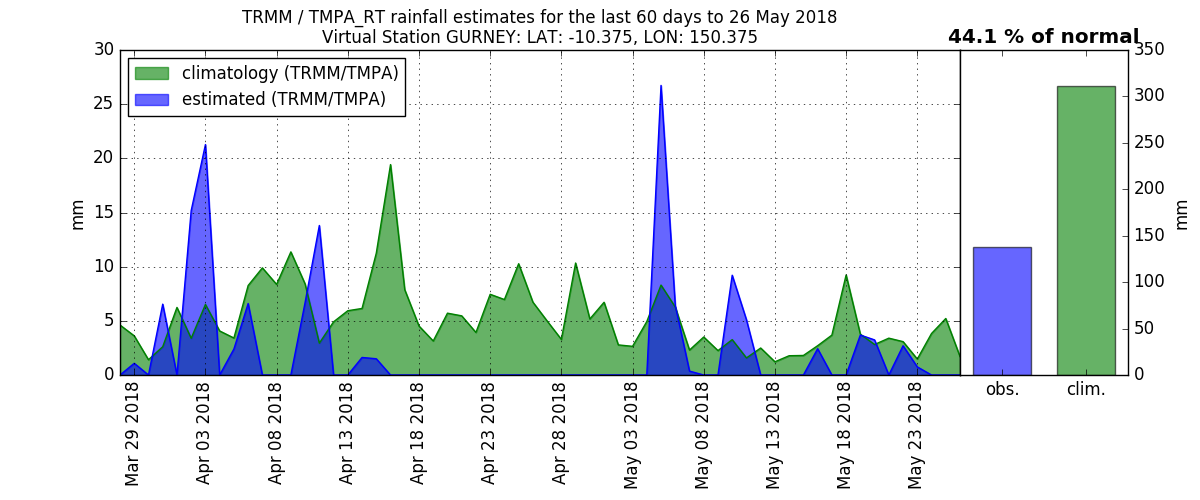 TRMM / TMPA_RT rainfall estimates for the last 60 days to 26 May 2018
Virtual Station GURNEY: LAT: -10.375, LON: 150.375
44.1 % of normal
climatology (TRMM/TMPA)
estimated (TRMM/TMPA)
30
25
20
15
10
5
0
mm
350
300
250
200
150
100
50
0
mm
Mar 29 2018
Apr 03 2018
Apr 08 2018
Apr 13 2018
Apr 18 2018
Apr 23 2018
Apr 28 2018
May 03 2018
May 08 2018
May 13 2018
May 18 2018
May 23 2018
obs.
clim.